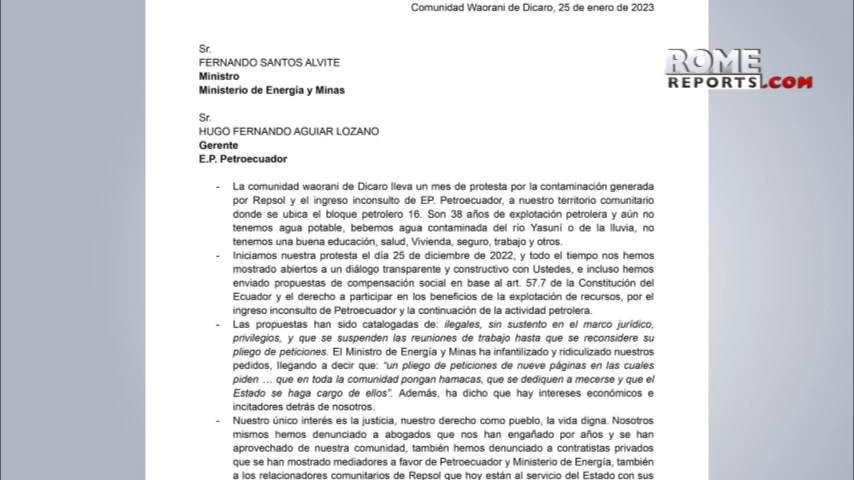 Comunidad Waorani de Dicaro, 25 de enero de 2023
Sr.
FERNANDO SANTOS ALVITE
Ministro
Ministerio de Energía y Minas
ROME
REPORTS.COM
Sr.
HUGO FERNANDO AGUIAR LOZANO
Gerente
E.P. Petroecuador
- La comunidad waorani de Dicaro lleva un mes de protesta por la contaminación generada
por Repsol y el ingreso inconsulto de EP. Petroecuador, a nuestro territorio comunitario
donde se ubica el bloque petrolero 16. Son 38 años de explotación petrolera y aún no
tenemos agua potable, bebemos agua contaminada del río Yasuní o de la lluvia, no
tenemos una buena educación, salud, Vivienda, seguro, trabajo y otros.
- Iniciamos nuestra protesta el día 25 de diciembre de 2022, y todo el tiempo nos hemos
mostrado abiertos a un diálogo transparente y constructivo con Ustedes, e incluso hemos
enviado propuestas de compensación social en base al art. 57.7 de la Constitución del
Ecuador y el derecho a participar en los beneficios de la explotación de recursos, por el
ingreso inconsulto de Petroecuador y la continuación de la actividad petrolera.
- Las propuestas han sido catalogadas de: ilegales, sin sustento en el marco jurídico,
privilegios, y que se suspenden las reuniones de trabajo hasta que se reconsidere su
pliego de peticiones. El Ministro de Energía y Minas ha infantilizado y ridiculizado nuestros
pedidos, llegando a decir que: “un pliego de peticiones de nueve páginas en las cuales
piden … que en toda la comunidad pongan hamacas, que se dediquen a mecerse y que el
Estado se haga cargo de ellos”. Además, ha dicho que hay intereses económicos e
incitadores detrás de nosotros.
- Nuestro único interés es la justicia, nuestro derecho como pueblo, la vida digna. Nosotros
mismos hemos denunciado a abogados que nos han engañado por años y se han
aprovechado de nuestra comunidad, también hemos denunciado a contratistas privados
que se han mostrado mediadores a favor de Petroecuador y Ministerio de Energía, también
a los relacionadores comunitarios de Repsol que hoy están al servicio del Estado con sus